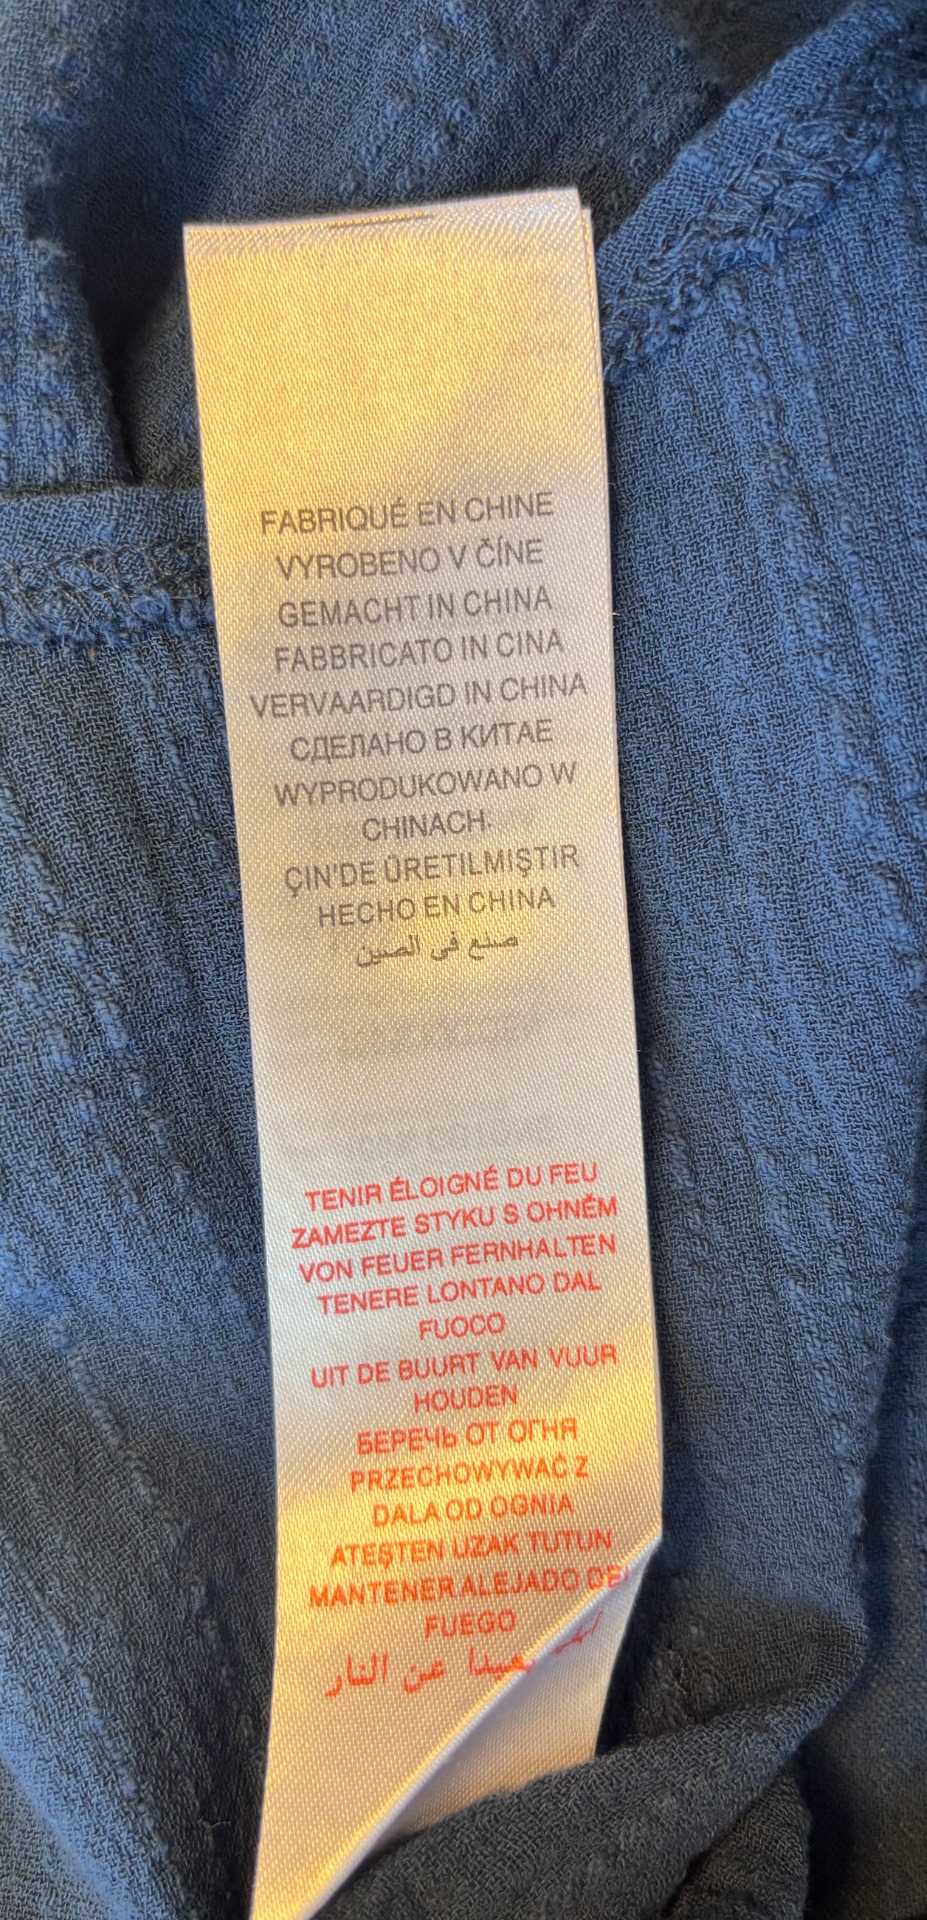 FABRIQUÉ EN CHINE
VYROBENO V ČÍNE
GEMACHT IN CHINA
FABBRICATO IN CINA
VERVAARDIGD IN CHINA
СДЕЛАНО В КИТАЕ
WYPRODUKOWANO W
CHINACH.
ÇIN'DE ÜRETILMIŞTIR
HECHO EN CHINA
صنع فى الصين
TENIR ÉLOIGNÉ DU FEU
ZAMEZTE STYKU S OHNÉM
VON FEUER FERNHALTEN
TENERE LONTANO DAL
FUOCO
UIT DE BUURT VAN VUUR
HOUDEN
БЕРЕЧЬ ОТ ОГНЯ
PRZECHOWYWAĆ Z
DALA OD OGNIA
ATEŞTEN UZAK TUTUN
MANTENER ALEJADO DEL
FUEGO
بعيدا عن النار